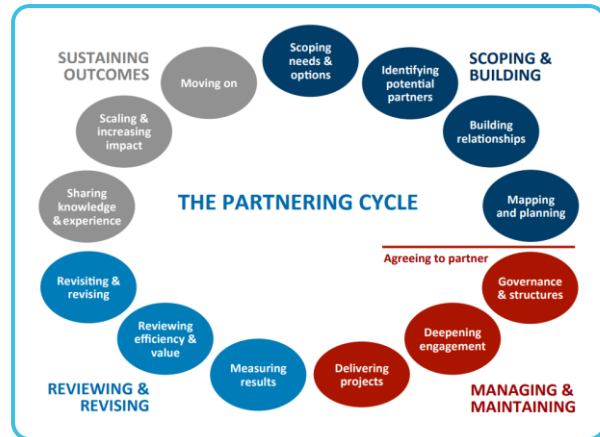 SUSTAINING
OUTCOMES
Moving on
Scoping
needs &
options
Identifying
potential
partners
SCOPING &
BUILDING
Scaling &
increasing
impact
Building
relationships
Sharing
knowledge
& experience
THE PARTNERING CYCLE
Mapping
and planning
Agreeing to partner
Revisiting &
revising
Governance
& structures
Reviewing
efficiency &
value
Deepening
engagement
Measuring
results
Delivering
projects
REVIEWING &
REVISING
MANAGING &
MAINTAINING